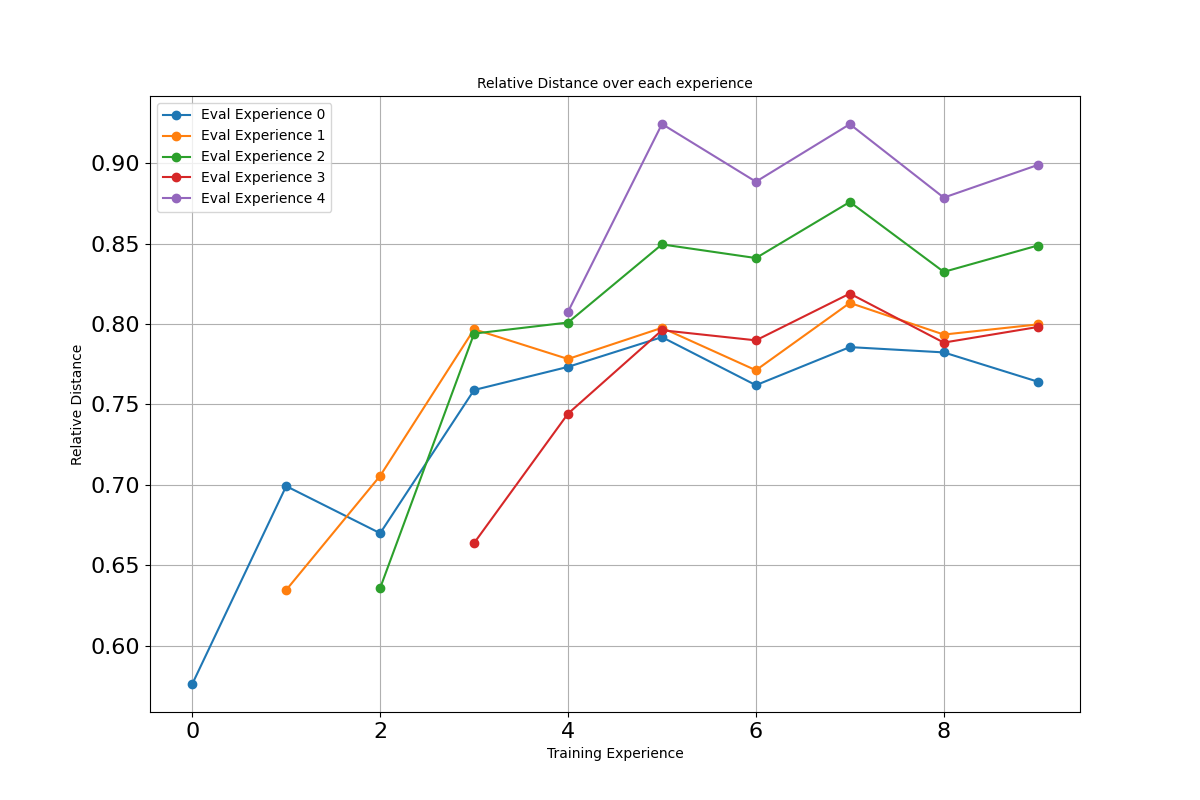 Relative Distance over each experience
Eval Experience 0
Eval Experience 1
Eval Experience 2
Eval Experience 3
Eval Experience 4
0.90
0.85
0.80
0.75
0.70
0.65
0.60
Relative Distance
0 2 4 6 8
Training Experience